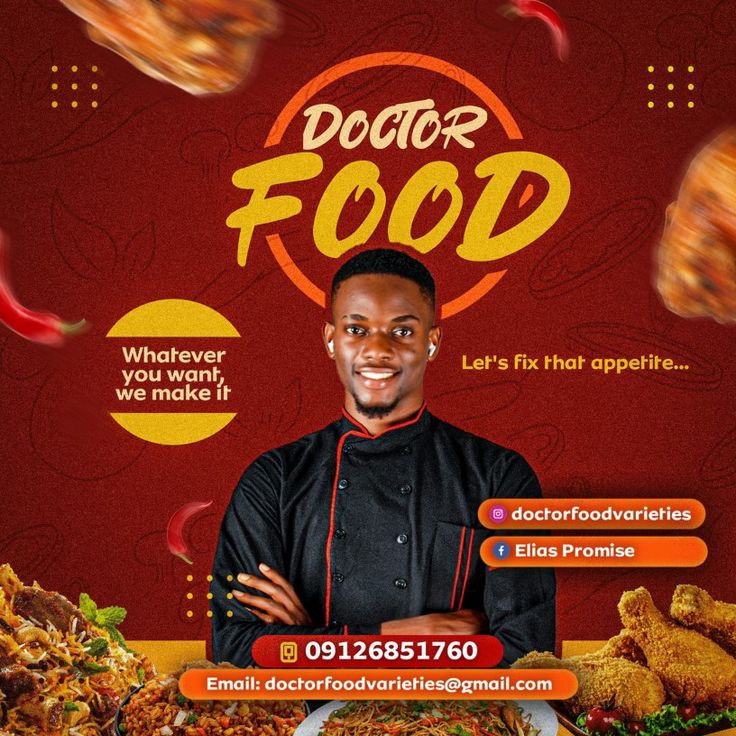 DOCTOR
FOOD
Whatever
you want,
we make it
Let's fix that appetite...
doctorfoodvarieties
Elias Promise
09126851760
Email: doctorfoodvarieties@gmail.com